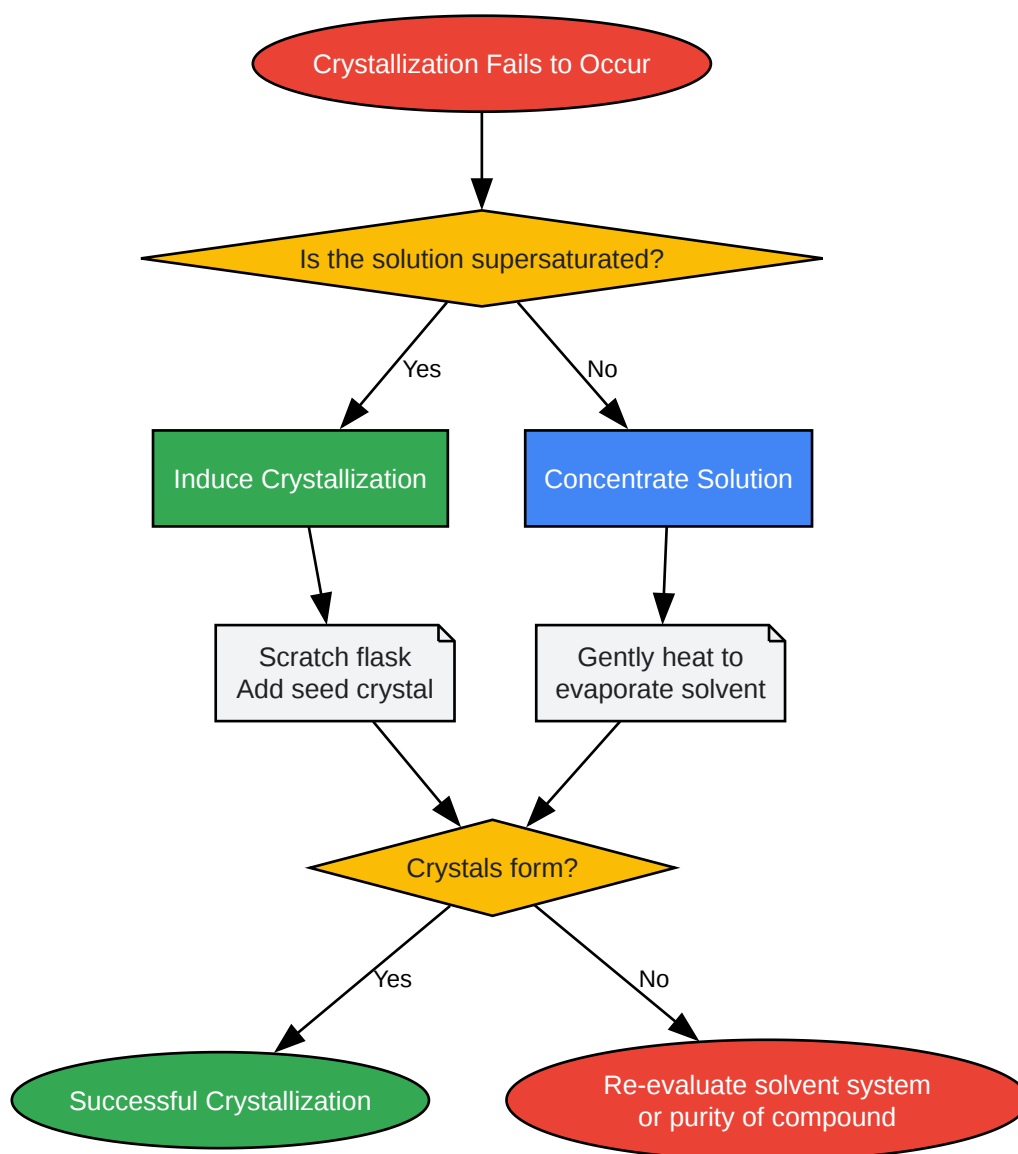 Crystallization Fails to Occur
Is the solution supersaturated?
Yes
No
Induce Crystallization
Concentrate Solution
Scratch flask
Add seed crystal
Gently heat to
evaporate solvent
Crystals form?
Yes
No
Successful Crystallization
Re-evaluate solvent system
or purity of compound